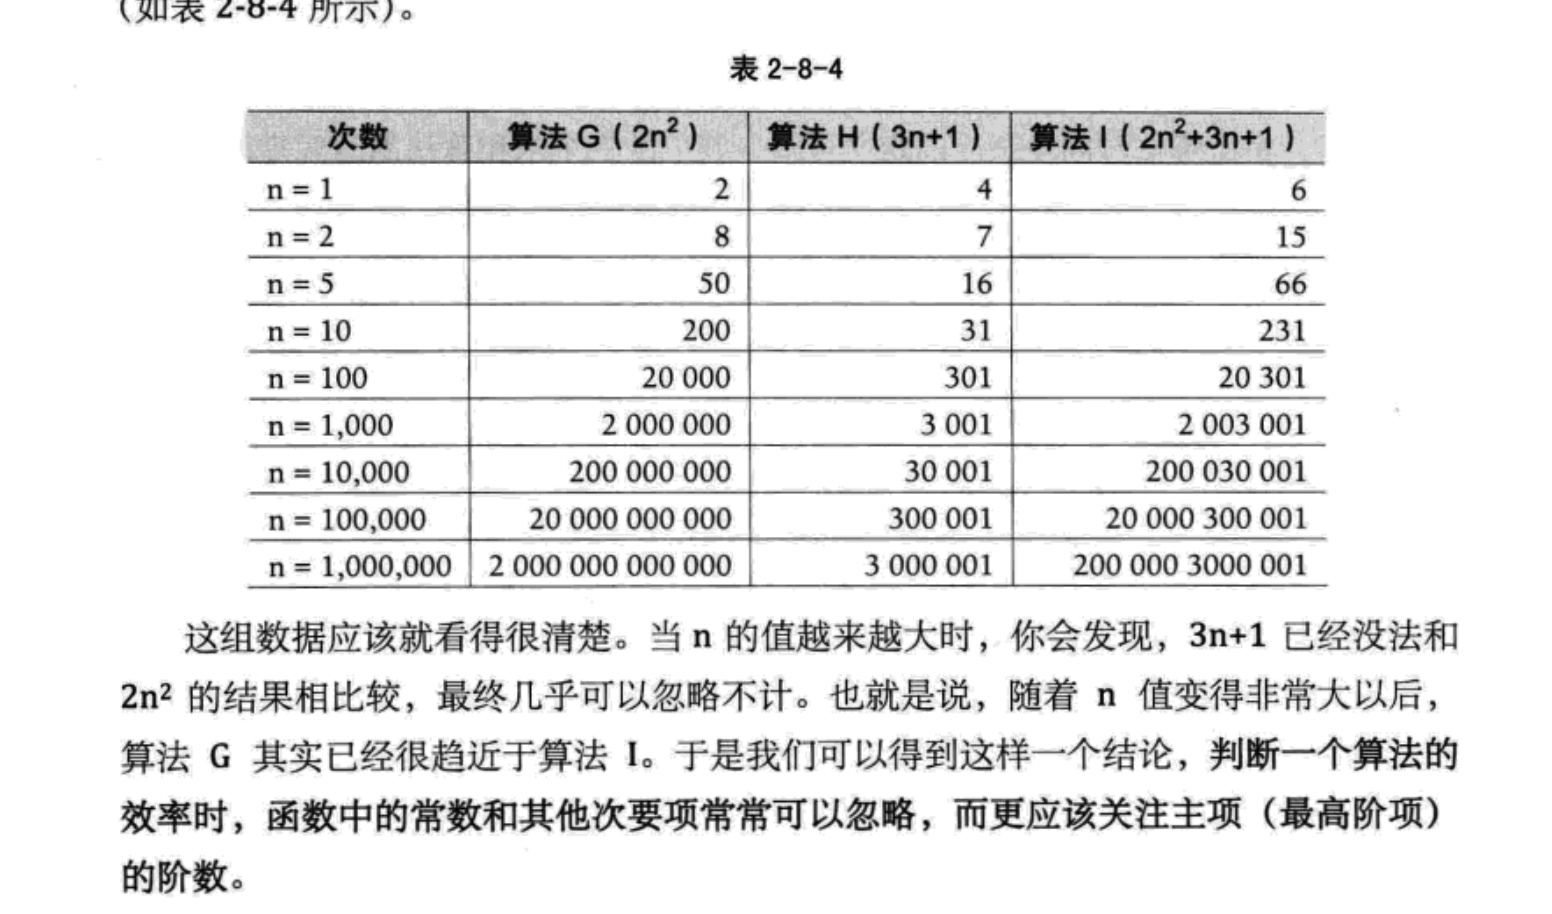 （如表 2-8-4 所示）。
表 2-8-4
次数 算法 G（2n²） 算法 H（3n+1） 算法 I（2n²+3n+1）
n = 1 2 4 6
n = 2 8 7 15
n = 5 50 16 66
n = 10 200 31 231
n = 100 20 000 301 20 301
n = 1,000 2 000 000 3 001 2 003 001
n = 10,000 200 000 000 30 001 200 030 001
n = 100,000 20 000 000 000 300 001 20 000 300 001
n = 1,000,000 2 000 000 000 000 3 000 001 200 000 3000 001
这组数据应该就看得很清楚。当 n 的值越来越大时，你会发现，3n+1 已经没法和
2n² 的结果相比较，最终几乎可以忽略不计。也就是说，随着 n 值变得非常大以后，
算法 G 其实已经很趋近于算法 I。于是我们可以得到这样一个结论，判断一个算法的
效率时，函数中的常数和其他次要项常常可以忽略，而更应该关注主项（最高阶项）
的阶数。